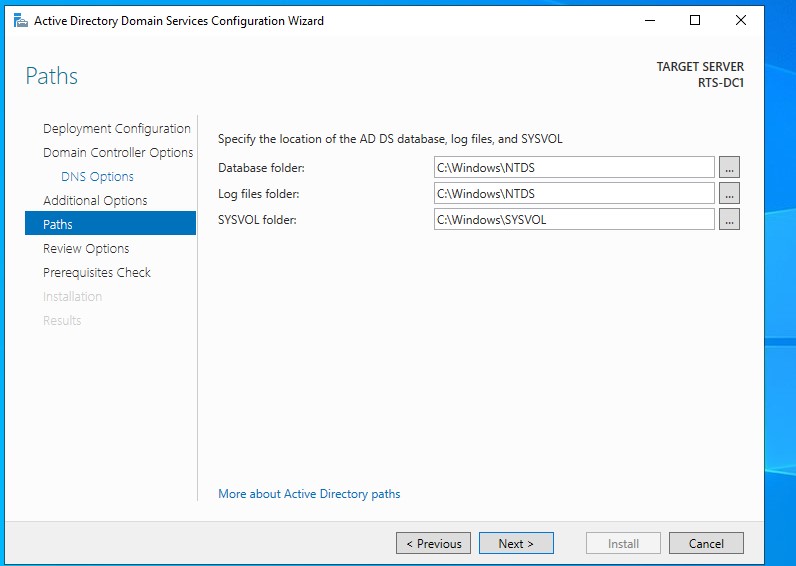 Active Directory Domain Services Configuration Wizard
Paths
TARGET SERVER
RTS-DC1
Deployment Configuration
Domain Controller Options
DNS Options
Additional Options
Paths
Review Options
Prerequisites Check
Installation
Results
Specify the location of the AD DS database, log files, and SYSVOL
Database folder: C:\Windows\NTDS ...
Log files folder: C:\Windows\NTDS ...
SYSVOL folder: C:\Windows\SYSVOL ...
More about Active Directory paths
< Previous Next > Install Cancel